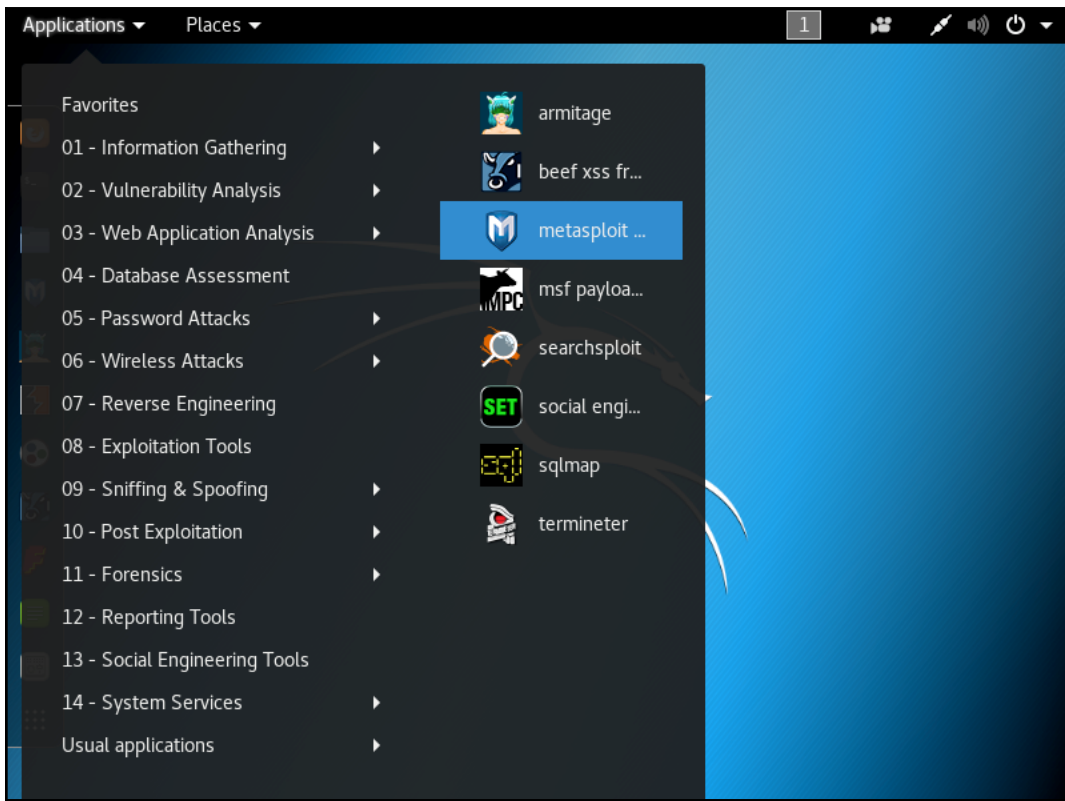 Applications Places 1
Favorites
01 - Information Gathering
02 - Vulnerability Analysis
03 - Web Application Analysis
04 - Database Assessment
05 - Password Attacks
06 - Wireless Attacks
07 - Reverse Engineering
08 - Exploitation Tools
09 - Sniffing & Spoofing
10 - Post Exploitation
11 - Forensics
12 - Reporting Tools
13 - Social Engineering Tools
14 - System Services
Usual applications
armitage
beef xss fr...
M metasploit ...
MPC msf payloa...
searchsploit
SET social engi...
sql sqlmap
termineter